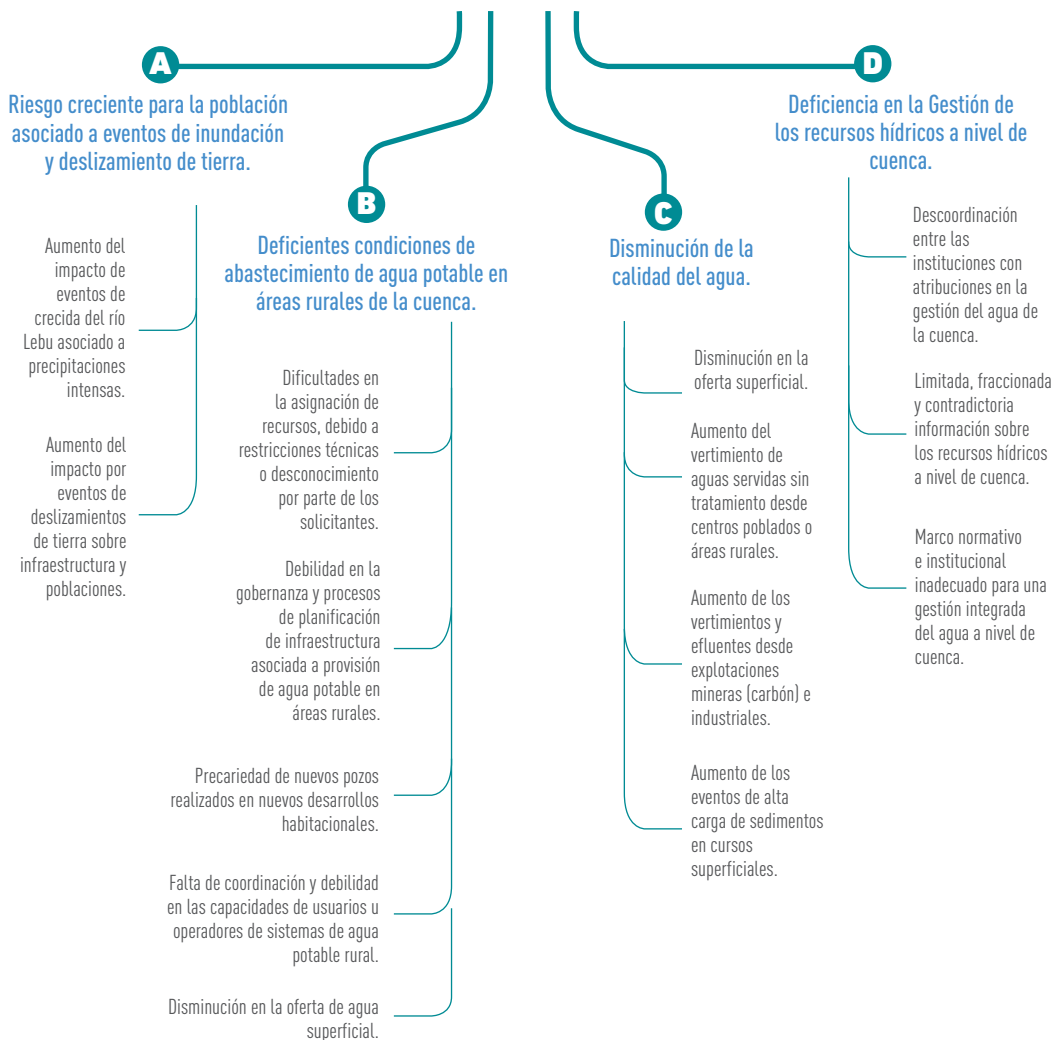 A
Riesgo creciente para la población
asociado a eventos de inundación
y deslizamiento de tierra.
Aumento del
impacto de
eventos de
crecida del río
Lebu asociado a
precipitaciones
intensas.
Aumento del
impacto por
eventos de
deslizamientos
de tierra sobre
infraestructura y
poblaciones.
B
Deficientes condiciones de
abastecimiento de agua potable en
áreas rurales de la cuenca.
Dificultades en
la asignación de
recursos, debido a
restricciones técnicas
o desconocimiento
por parte de los
solicitantes.
Debilidad en la
gobernanza y procesos
de planificación
de infraestructura
asociada a provisión
de agua potable en
áreas rurales.
Precariedad de nuevos pozos
realizados en nuevos desarrollos
habitacionales.
Falta de coordinación y debilidad
en las capacidades de usuarios u
operadores de sistemas de agua
potable rural.
Disminución en la oferta de agua
superficial.
C
Disminución de la
calidad del agua.
Disminución en la
oferta superficial.
Aumento del
vertimiento de
aguas servidas sin
tratamiento desde
centros poblados o
áreas rurales.
Aumento de los
vertimientos y
efluentes desde
explotaciones
mineras (carbón) e
industriales.
Aumento de los
eventos de alta
carga de sedimentos
en cursos
superficiales.
D
Deficiencia en la Gestión de
los recursos hídricos a nivel de
cuenca.
Descoordinación
entre las
instituciones con
atribuciones en la
gestión del agua de
la cuenca.
Limitada, fraccionada
y contradictoria
información sobre
los recursos hídricos
a nivel de cuenca.
Marco normativo
e institucional
inadecuado para una
gestión integrada
del agua a nivel de
cuenca.